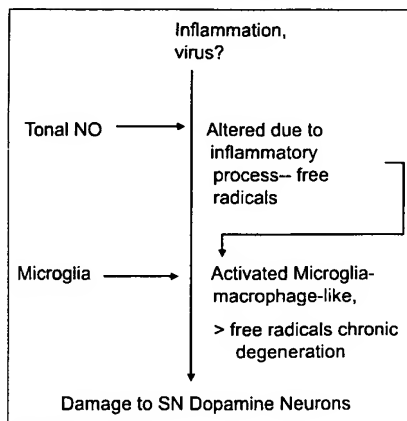 Inflammation,
virus?
Tonal NO
Altered due to
inflammatory
process-- free
radicals
Microglia
Activated Microglia-
macrophage-like,
> free radicals chronic
degeneration
Damage to SN Dopamine Neurons